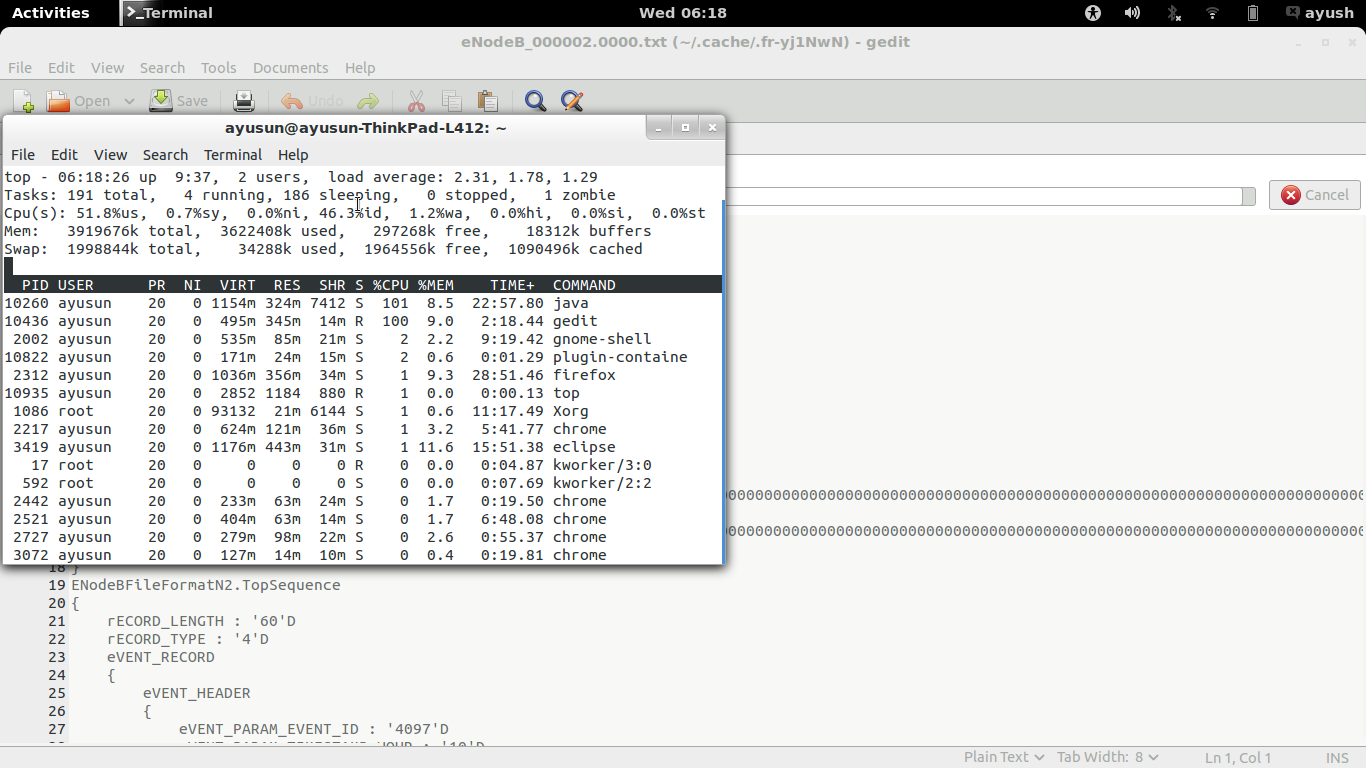 Activities
Terminal
Wed 06:18
ayush
eNodeB_000002.0000.txt (~/.cache/.fr-yj1NwN) - gedit
File Edit View Search Tools Documents Help
Open Save Undo
ayusun@ayusun-ThinkPad-L412: ~
File Edit View Search Terminal Help
top - 06:18:26 up  9:37,  2 users,  load average: 2.31, 1.78, 1.29
Tasks: 191 total,   4 running, 186 sleeping,   0 stopped,   1 zombie
Cpu(s): 51.8%us,  0.7%sy,  0.0%ni, 46.3%id,  1.2%wa,  0.0%hi,  0.0%si,  0.0%st
Mem:   3919676k total,  3622408k used,   297268k free,    18312k buffers
Swap:  1998844k total,    34288k used,  1964556k free,  1090496k cached
PID USER      PR  NI  VIRT  RES  SHR S %CPU %MEM    TIME+  COMMAND
10260 ayusun    20   0 1154m 324m 7412 S  101  8.5  22:57.80 java
10436 ayusun    20   0  495m 345m  14m R  100  9.0   2:18.44 gedit
2002 ayusun    20   0  535m  85m  21m S    2  2.2   9:19.42 gnome-shell
10822 ayusun    20   0  171m  24m  15m S    2  0.6   0:01.29 plugin-containe
2312 ayusun    20   0 1036m 356m  34m S    1  9.3  28:51.46 firefox
10935 ayusun    20   0  2852 1184  880 R    1  0.0   0:00.13 top
1086 root      20   0 93132  21m 6144 S    1  0.6  11:17.49 Xorg
2217 ayusun    20   0  624m 121m  36m S    1  3.2   5:41.77 chrome
3419 ayusun    20   0 1176m 443m  31m S    1 11.6  15:51.38 eclipse
17 root      20   0     0    0    0 R    0  0.0   0:04.87 kworker/3:0
592 root      20   0     0    0    0 S    0  0.0   0:07.69 kworker/2:2
2442 ayusun    20   0  233m  63m  24m S    0  1.7   0:19.50 chrome
2521 ayusun    20   0  404m  63m  14m S    0  1.7   6:48.08 chrome
2727 ayusun    20   0  279m  98m  22m S    0  2.6   0:55.37 chrome
3072 ayusun    20   0  127m  14m  10m S    0  0.4   0:19.81 chrome
Cancel
18 }
19 ENodeBFileFormatN2.TopSequence
20 {
21     rECORD_LENGTH : '60'D
22     rECORD_TYPE : '4'D
23     eVENT_RECORD
24     {
25         eVENT_HEADER
26         {
27             eVENT_PARAM_EVENT_ID : '4097'D
Plain Text Tab Width: 8 Ln 1, Col 1 INS